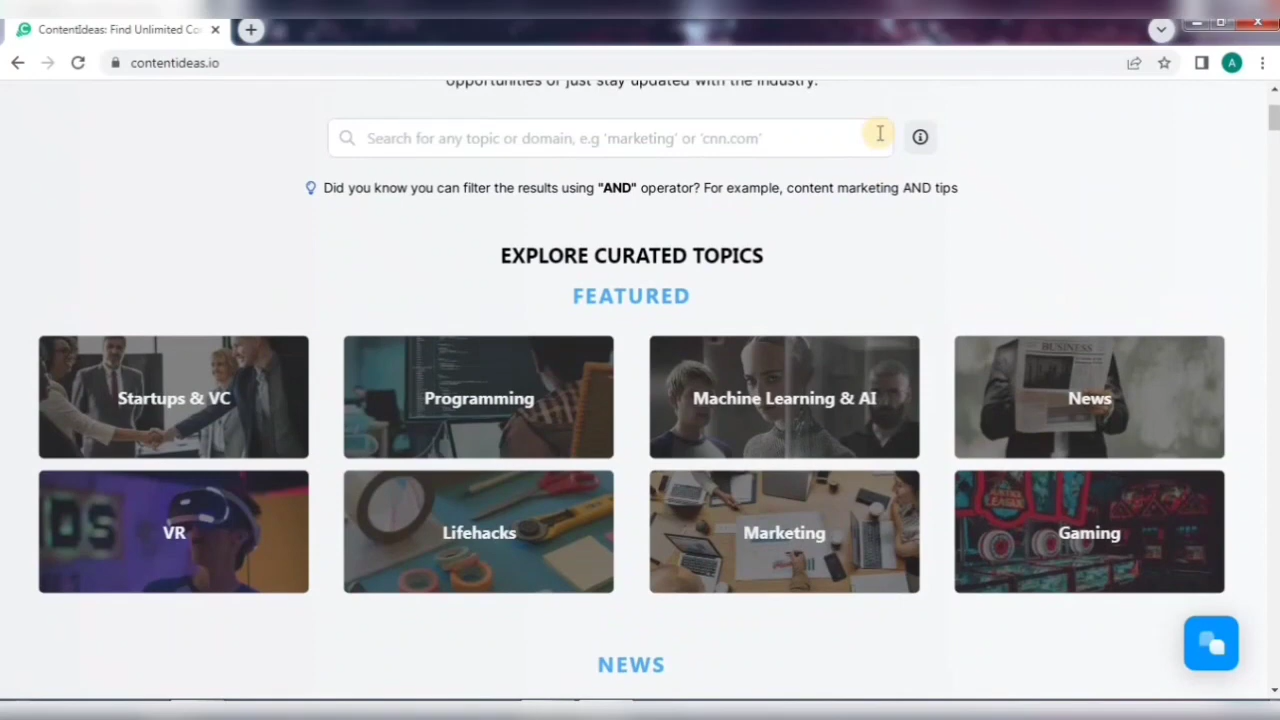 ContentIdeas: Find Unlimited Co
contentideas.io
A
opportunities or just stay updated with the industry.
Search for any topic or domain, e.g 'marketing' or 'cnn.com'
Did you know you can filter the results using "AND" operator? For example, content marketing AND tips
EXPLORE CURATED TOPICS
FEATURED
Startups & VC
Programming
Machine Learning & AI
BUSINESS
News
VR
Lifehacks
Marketing
Gaming
NEWS